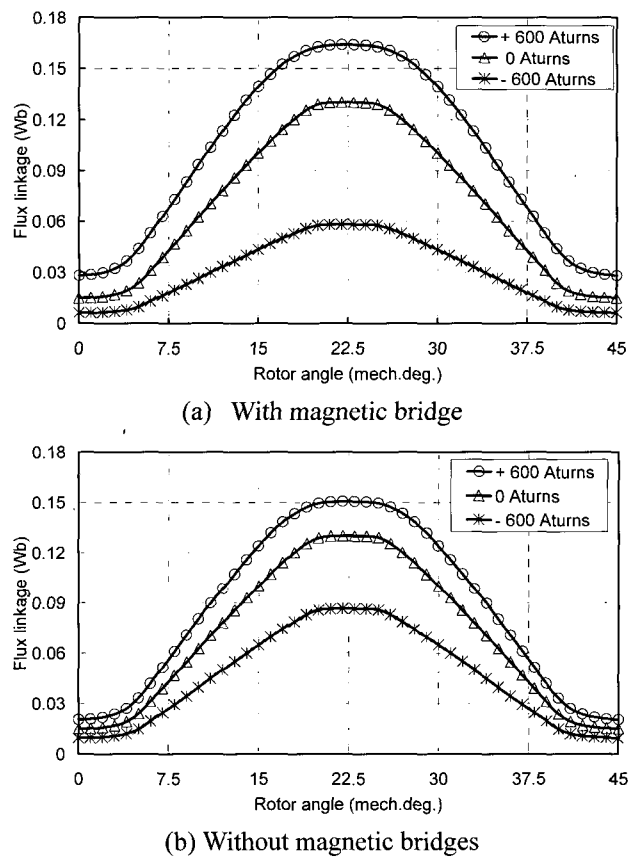 0.18
0.15
0.12
0.09
0.06
0.03
0
Flux linkage (Wb)
+ 600 Aturns
0 Aturns
- 600 Aturns
0 7.5 15 22.5 30 37.5 45
Rotor angle (mech.deg.)
(a) With magnetic bridge
0.18
0.15
0.12
0.09
0.06
0.03
0
Flux linkage (Wb)
+ 600 Aturns
0 Aturns
- 600 Aturns
0 7.5 15 22.5 30 37.5 45
Rotor angle (mech.deg.)
(b) Without magnetic bridges